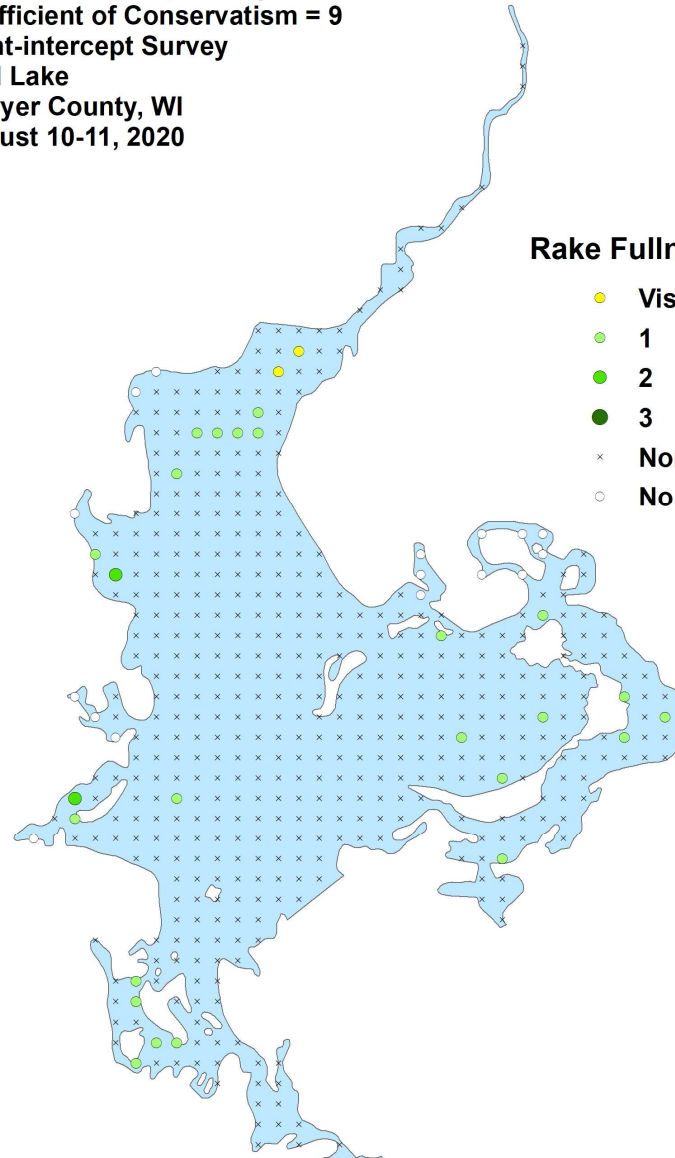 fficient of Conservatism = 9
nt-intercept Survey
l Lake
yer County, WI
ust 10-11, 2020
Rake Fulln
Vis
1
2
3
Non
No